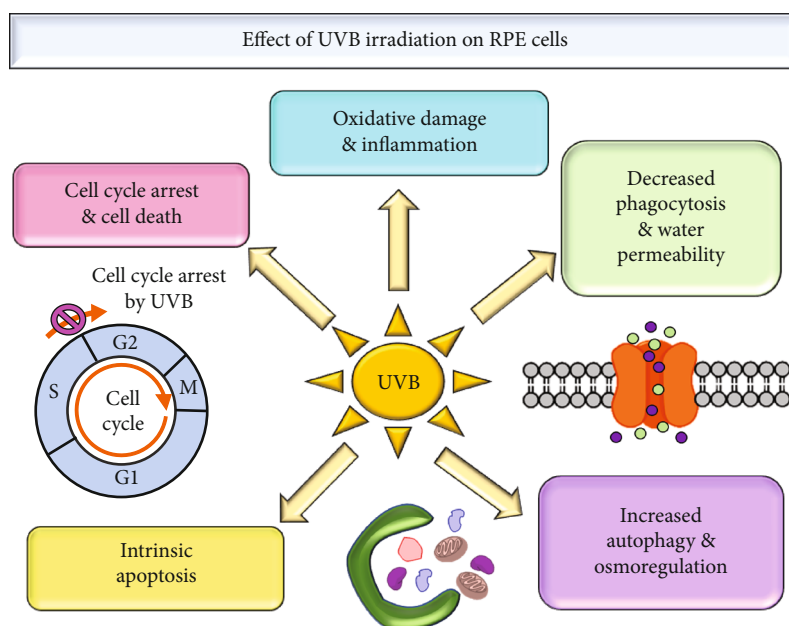 Effect of UVB irradiation on RPE cells
Oxidative damage
& inflammation
Cell cycle arrest
& cell death
Decreased
phagocytosis
& water
permeability
Cell cycle arrest
by UVB
G2
S
M
Cell
cycle
G1
UVB
Intrinsic
apoptosis
Increased
autophagy &
osmoregulation